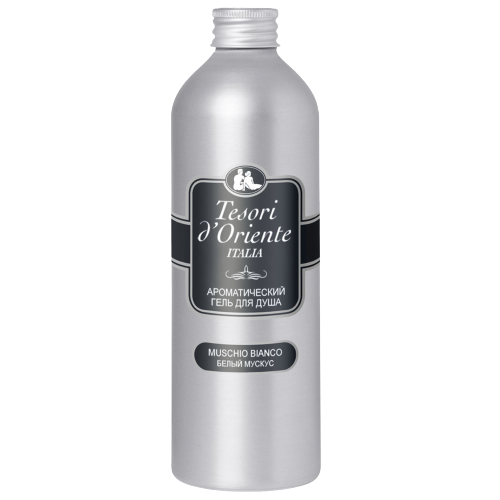 Tesori
d'Oriente
ITALIA
АРОМАТИЧЕСКИЙ
ГЕЛЬ ДЛЯ ДУША
MUSCHIO BIANCO
БЕЛЫЙ МУСКУС